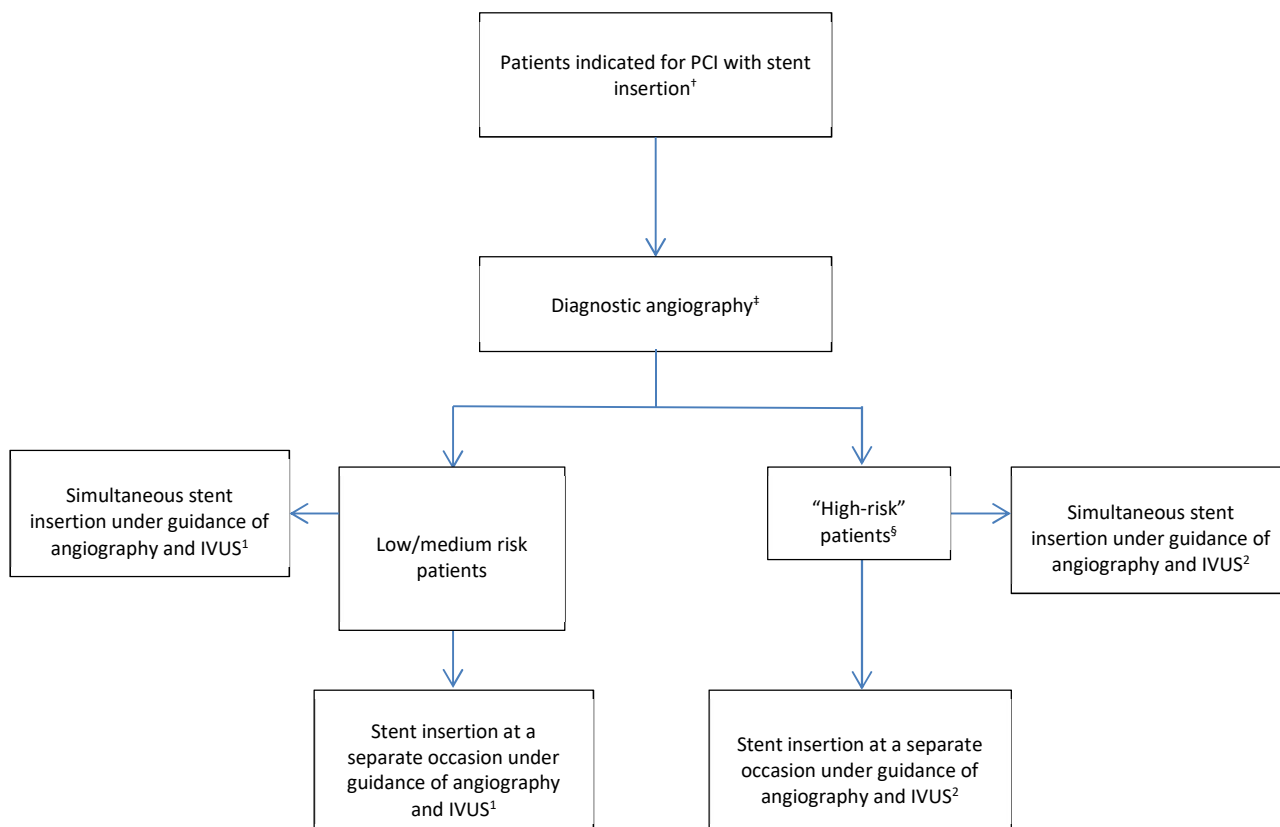 Patients indicated for PCI with stent
insertion†
Diagnostic angiography‡
Simultaneous stent
insertion under guidance of
angiography and IVUS¹
Low/medium risk
patients
“High-risk”
patients§
Simultaneous stent
insertion under guidance of
angiography and IVUS²
Stent insertion at a
separate occasion under
guidance of angiography
and IVUS¹
Stent insertion at a separate
occasion under guidance of
angiography and IVUS²